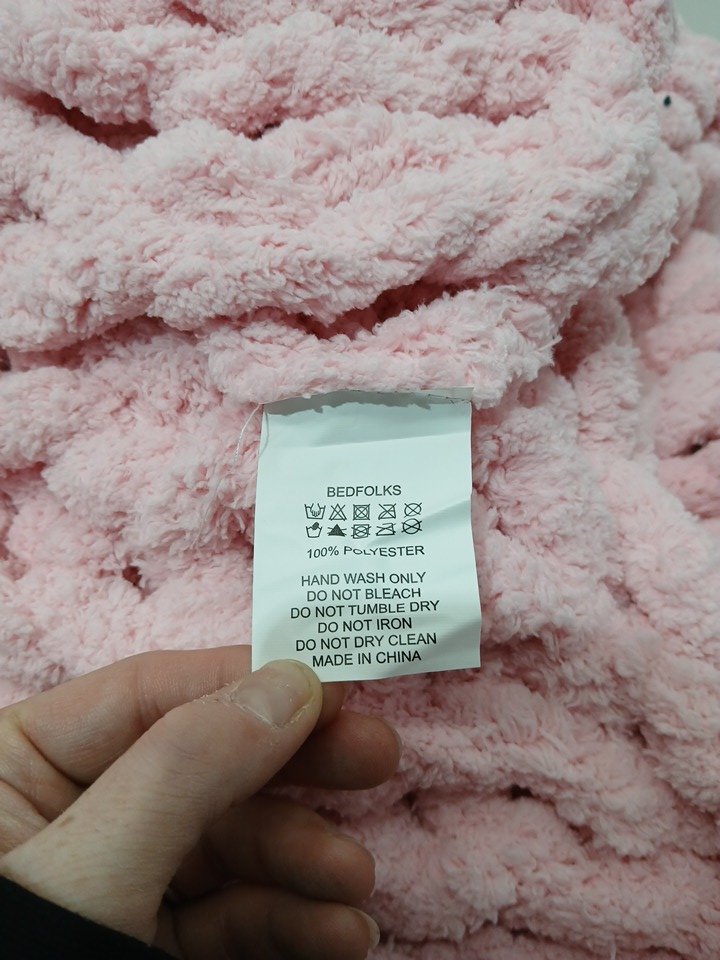 BEDFOLKS
100% POLYESTER
HAND WASH ONLY
DO NOT BLEACH
DO NOT TUMBLE DRY
DO NOT IRON
DO NOT DRY CLEAN
MADE IN CHINA